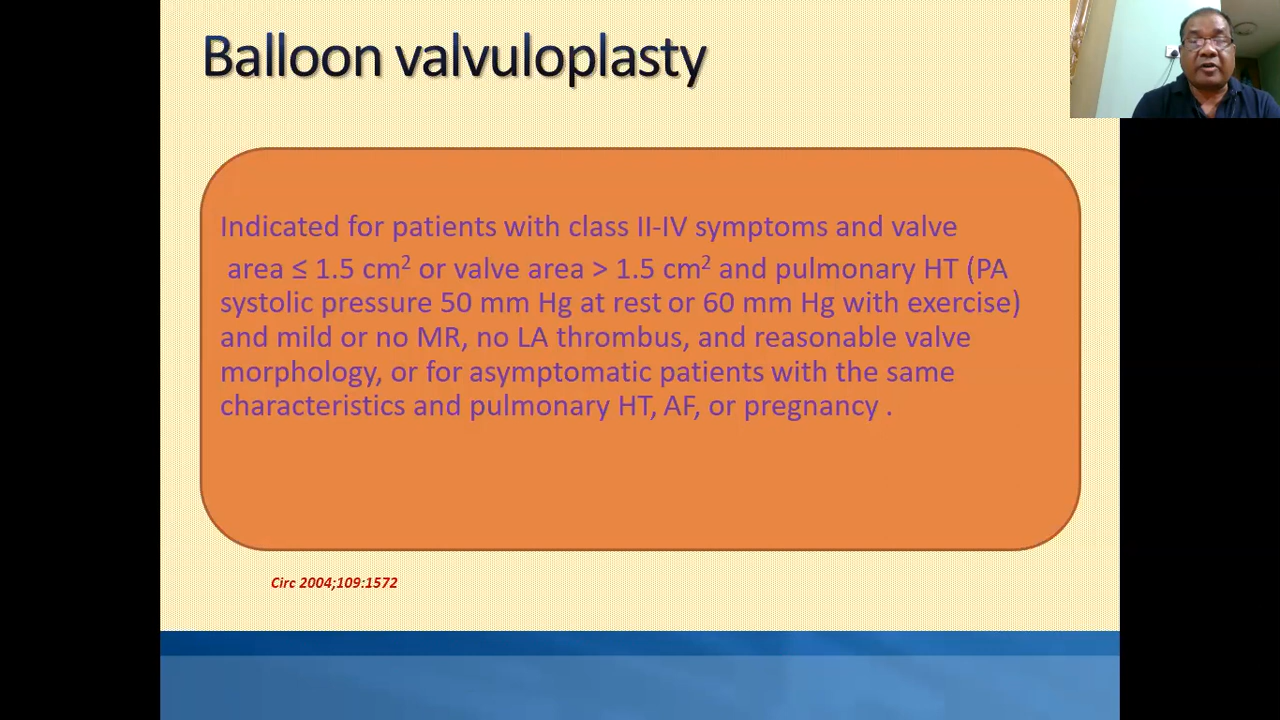 Balloon valvuloplasty
Indicated for patients with class II-IV symptoms and valve
area ≤ 1.5 cm² or valve area > 1.5 cm² and pulmonary HT (PA
systolic pressure 50 mm Hg at rest or 60 mm Hg with exercise)
and mild or no MR, no LA thrombus, and reasonable valve
morphology, or for asymptomatic patients with the same
characteristics and pulmonary HT, AF, or pregnancy .
Circ 2004;109:1572